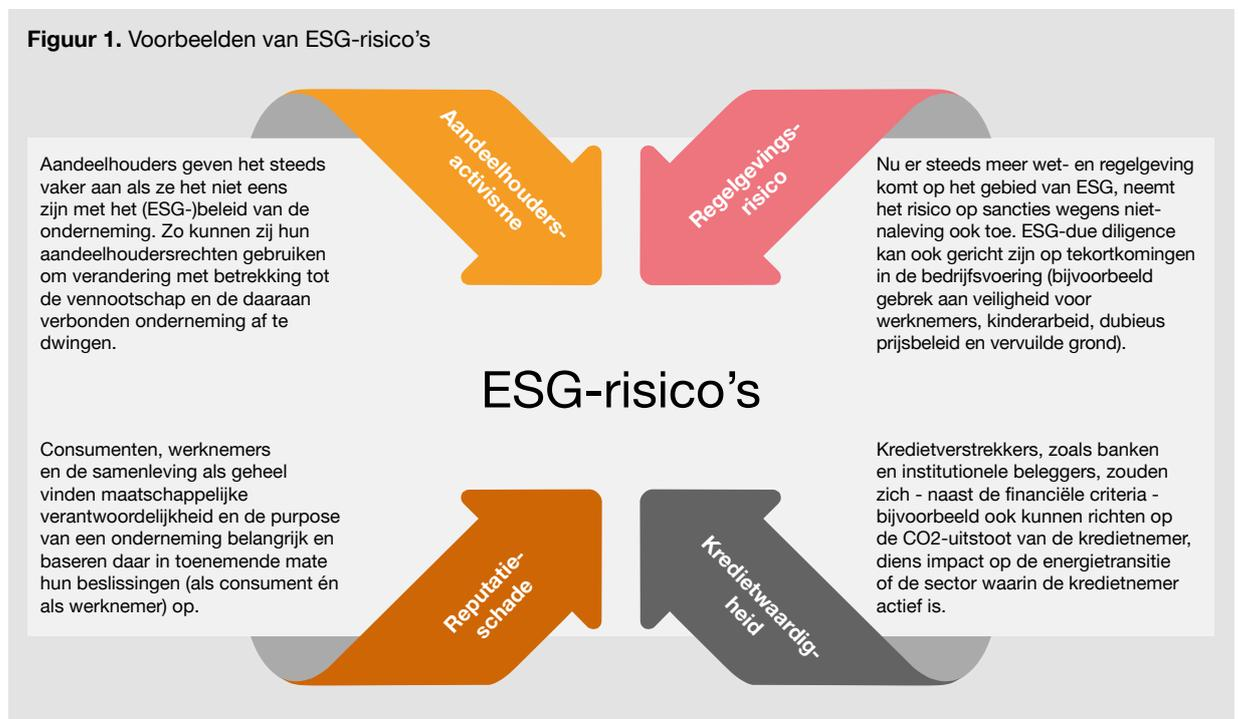 Figuur 1. Voorbeelden van ESG-risico’s
Aandeelhouders-
activisme
Regelgevings-
risico
Aandeelhouders geven het steeds
vaker aan als ze het niet eens
zijn met het (ESG-)beleid van de
onderneming. Zo kunnen zij hun
aandeelhoudersrechten gebruiken
om verandering met betrekking tot
de vennootschap en de daaraan
verbonden onderneming af te
dwingen.
Nu er steeds meer wet- en regelgeving
komt op het gebied van ESG, neemt
het risico op sancties wegens niet-
naleving ook toe. ESG-due diligence
kan ook gericht zijn op tekortkomingen
in de bedrijfsvoering (bijvoorbeeld
gebrek aan veiligheid voor
werknemers, kinderarbeid, dubieus
prijsbeleid en vervuilde grond).
ESG-risico’s
Consumenten, werknemers
en de samenleving als geheel
vinden maatschappelijke
verantwoordelijkheid en de purpose
van een onderneming belangrijk en
baseren daar in toenemende mate
hun beslissingen (als consument én
als werknemer) op.
Reputatie-
schade
Kredietwaardig-
heid
Kredietverstrekkers, zoals banken
en institutionele beleggers, zouden
zich - naast de financiële criteria -
bijvoorbeeld ook kunnen richten op
de CO2-uitstoot van de kredietnemer,
diens impact op de energietransitie
of de sector waarin de kredietnemer
actief is.